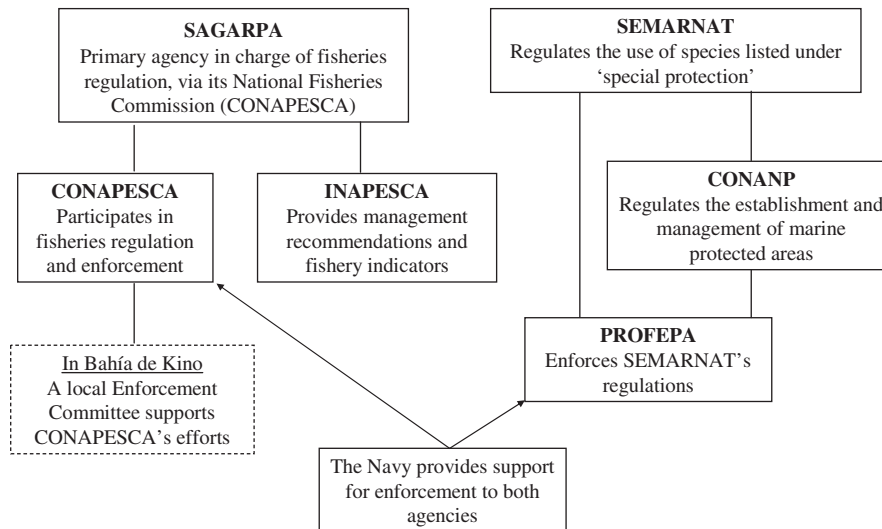 SAGARPA
Primary agency in charge of fisheries
regulation, via its National Fisheries
Commission (CONAPESCA)
SEMARNAT
Regulates the use of species listed under
‘special protection’
CONAPESCA
Participates in
fisheries regulation
and enforcement
INAPESCA
Provides management
recommendations and
fishery indicators
CONANP
Regulates the establishment and
management of marine
protected areas
PROFEPA
Enforces SEMARNAT’s
regulations
In Bahía de Kino
A local Enforcement
Committee supports
CONAPESCA’s efforts
The Navy provides support
for enforcement to both
agencies